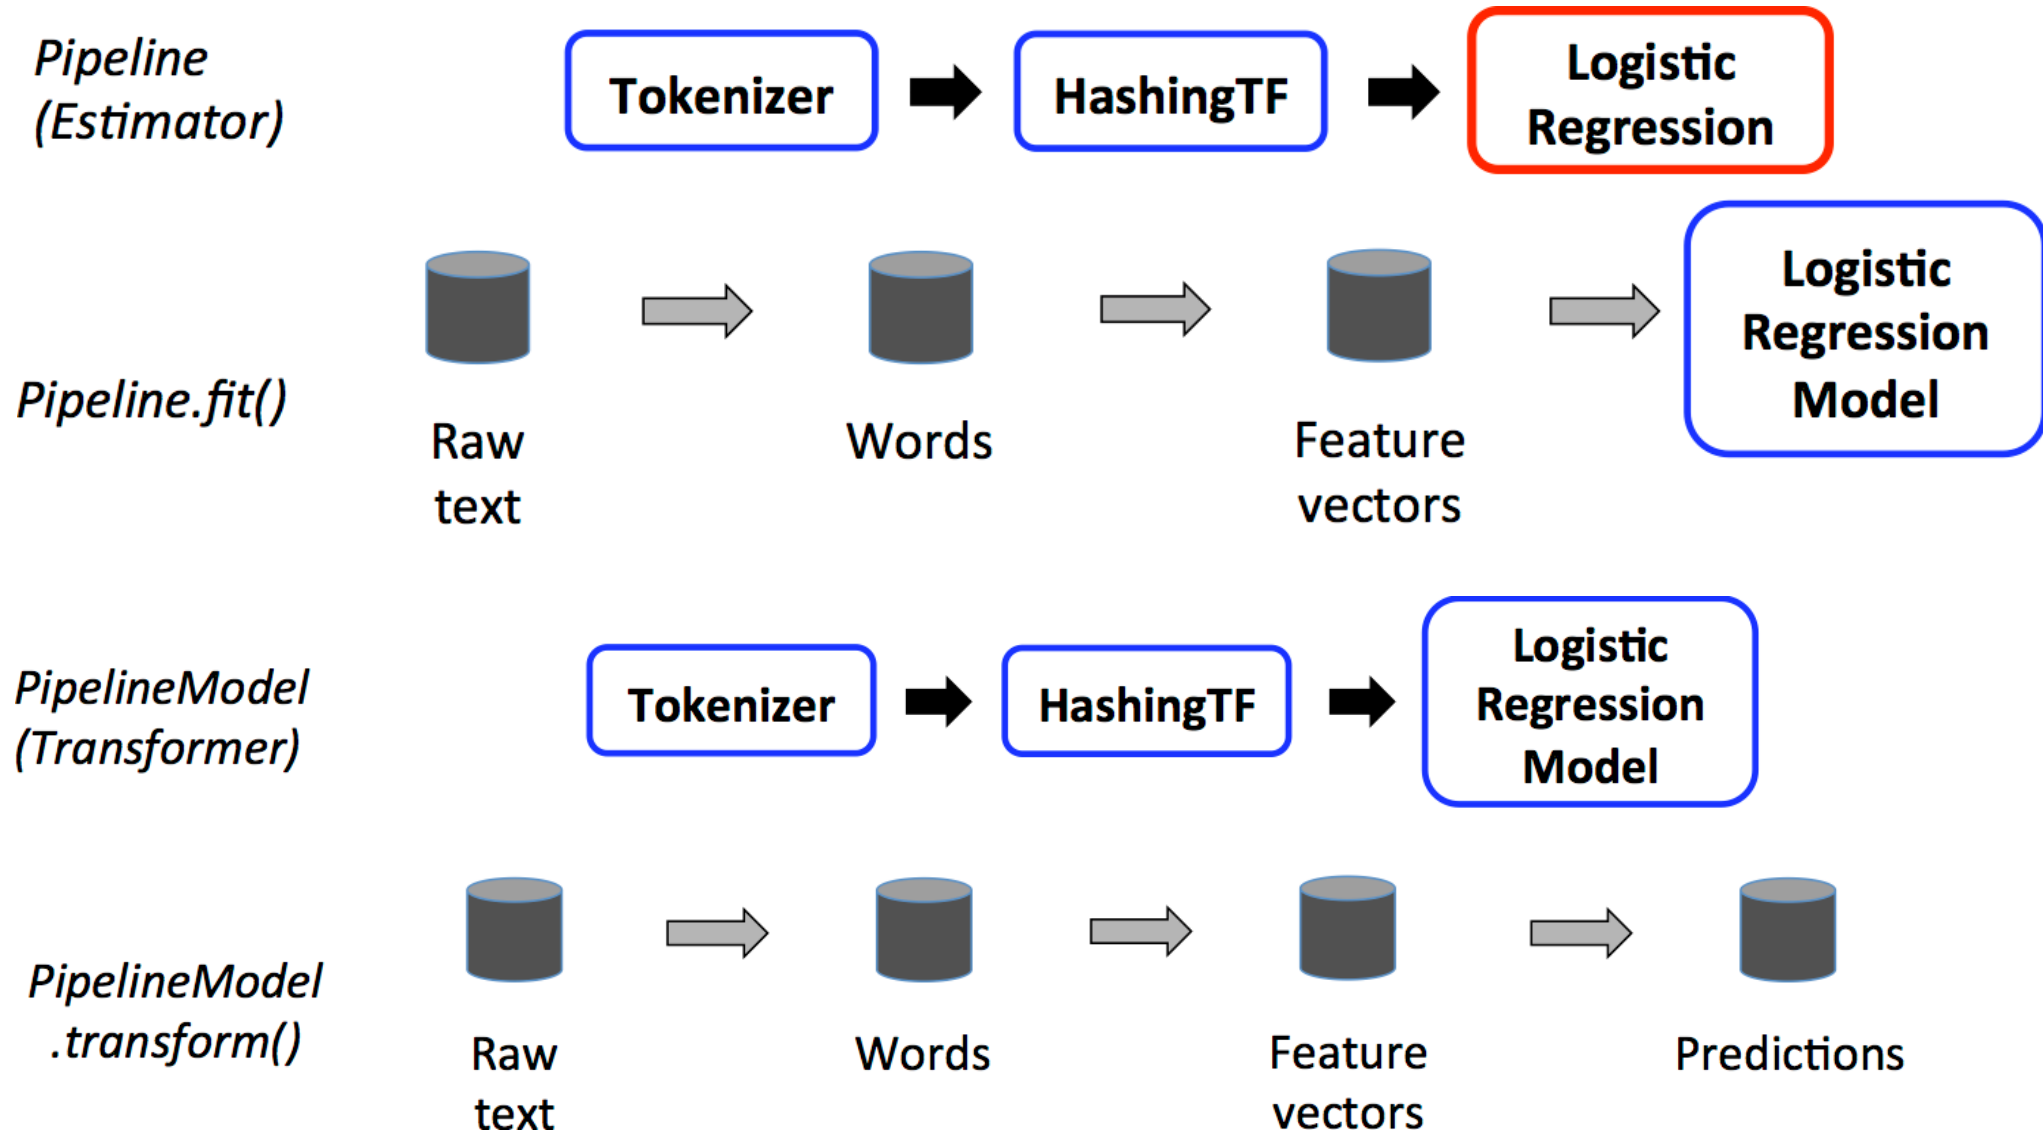 Pipeline
(Estimator)
Tokenizer
HashingTF
Logistic
Regression
Pipeline.fit()
Raw
text
Words
Feature
vectors
Logistic
Regression
Model
PipelineModel
(Transformer)
Tokenizer
HashingTF
Logistic
Regression
Model
PipelineModel
.transform()
Raw
text
Words
Feature
vectors
Predictions